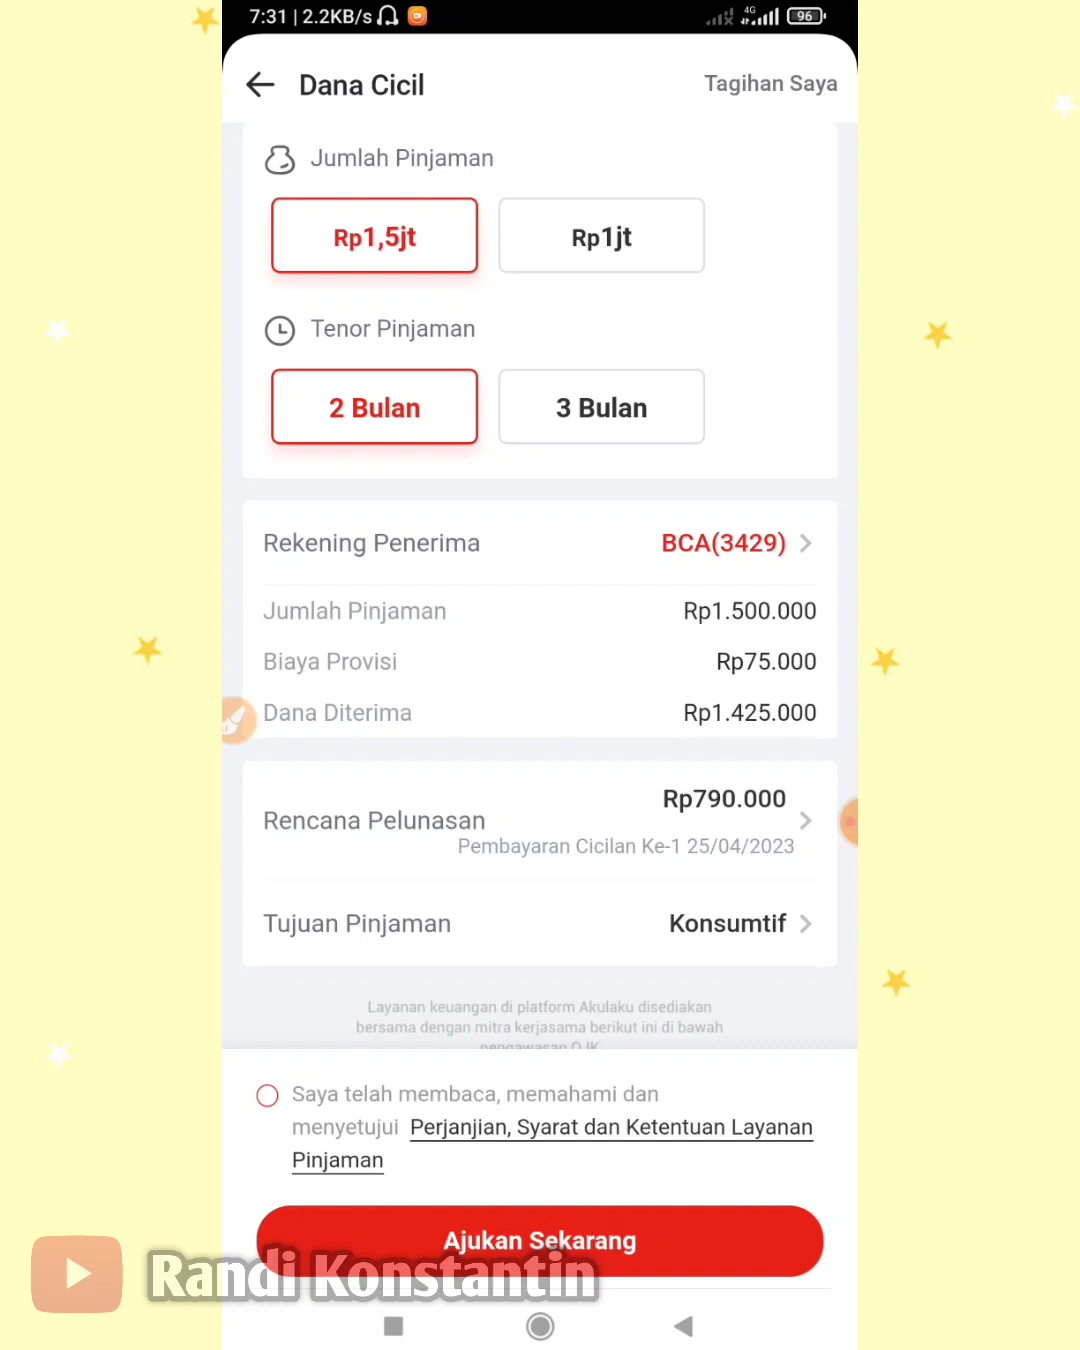 7:31 | 2.2KB/s 4G 96
Dana Cicil Tagihan Saya
Jumlah Pinjaman
Rp1,5jt Rp1jt
Tenor Pinjaman
2 Bulan 3 Bulan
Rekening Penerima BCA(3429)
Jumlah Pinjaman Rp1.500.000
Biaya Provisi Rp75.000
Dana Diterima Rp1.425.000
Rp790.000
Rencana Pelunasan
Pembayaran Cicilan Ke-1 25/04/2023
Tujuan Pinjaman Konsumtif
Layanan keuangan di platform Akulaku disediakan
bersama dengan mitra kerjasama berikut ini di bawah
pengawasan OJK
Saya telah membaca, memahami dan
menyetujui Perjanjian, Syarat dan Ketentuan Layanan
Pinjaman
Ajukan Sekarang
Randi Konstantin